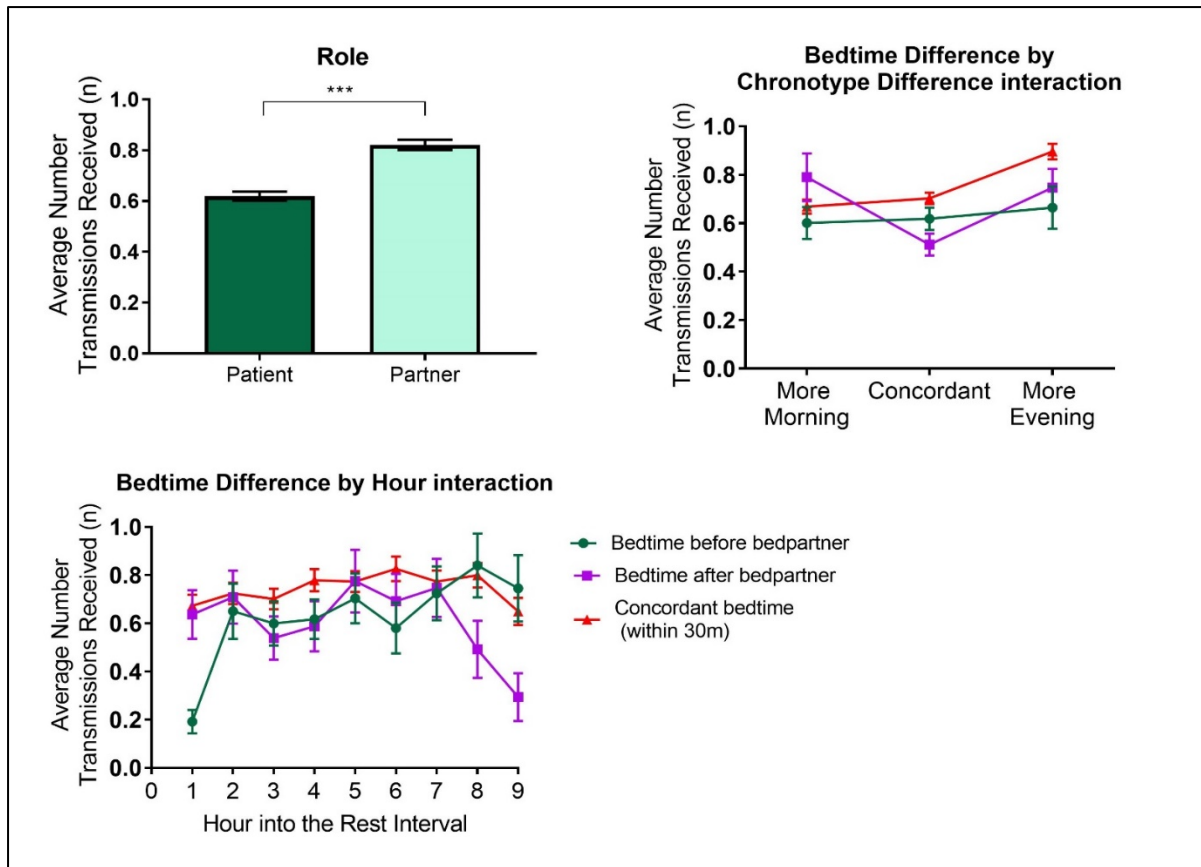 Role
***
Average Number
Transmissions Received (n)
1.0
0.8
0.6
0.4
0.2
0.0
Patient
Partner
Bedtime Difference by
Chronotype Difference interaction
Average Number
Transmissions Received (n)
1.0
0.8
0.6
0.4
0.2
0.0
More
Morning
Concordant
More
Evening
Bedtime Difference by Hour interaction
Average Number
Transmissions Received (n)
1.0
0.8
0.6
0.4
0.2
0.0
0 1 2 3 4 5 6 7 8 9
Hour into the Rest Interval
Bedtime before bedpartner
Bedtime after bedpartner
Concordant bedtime
(within 30m)